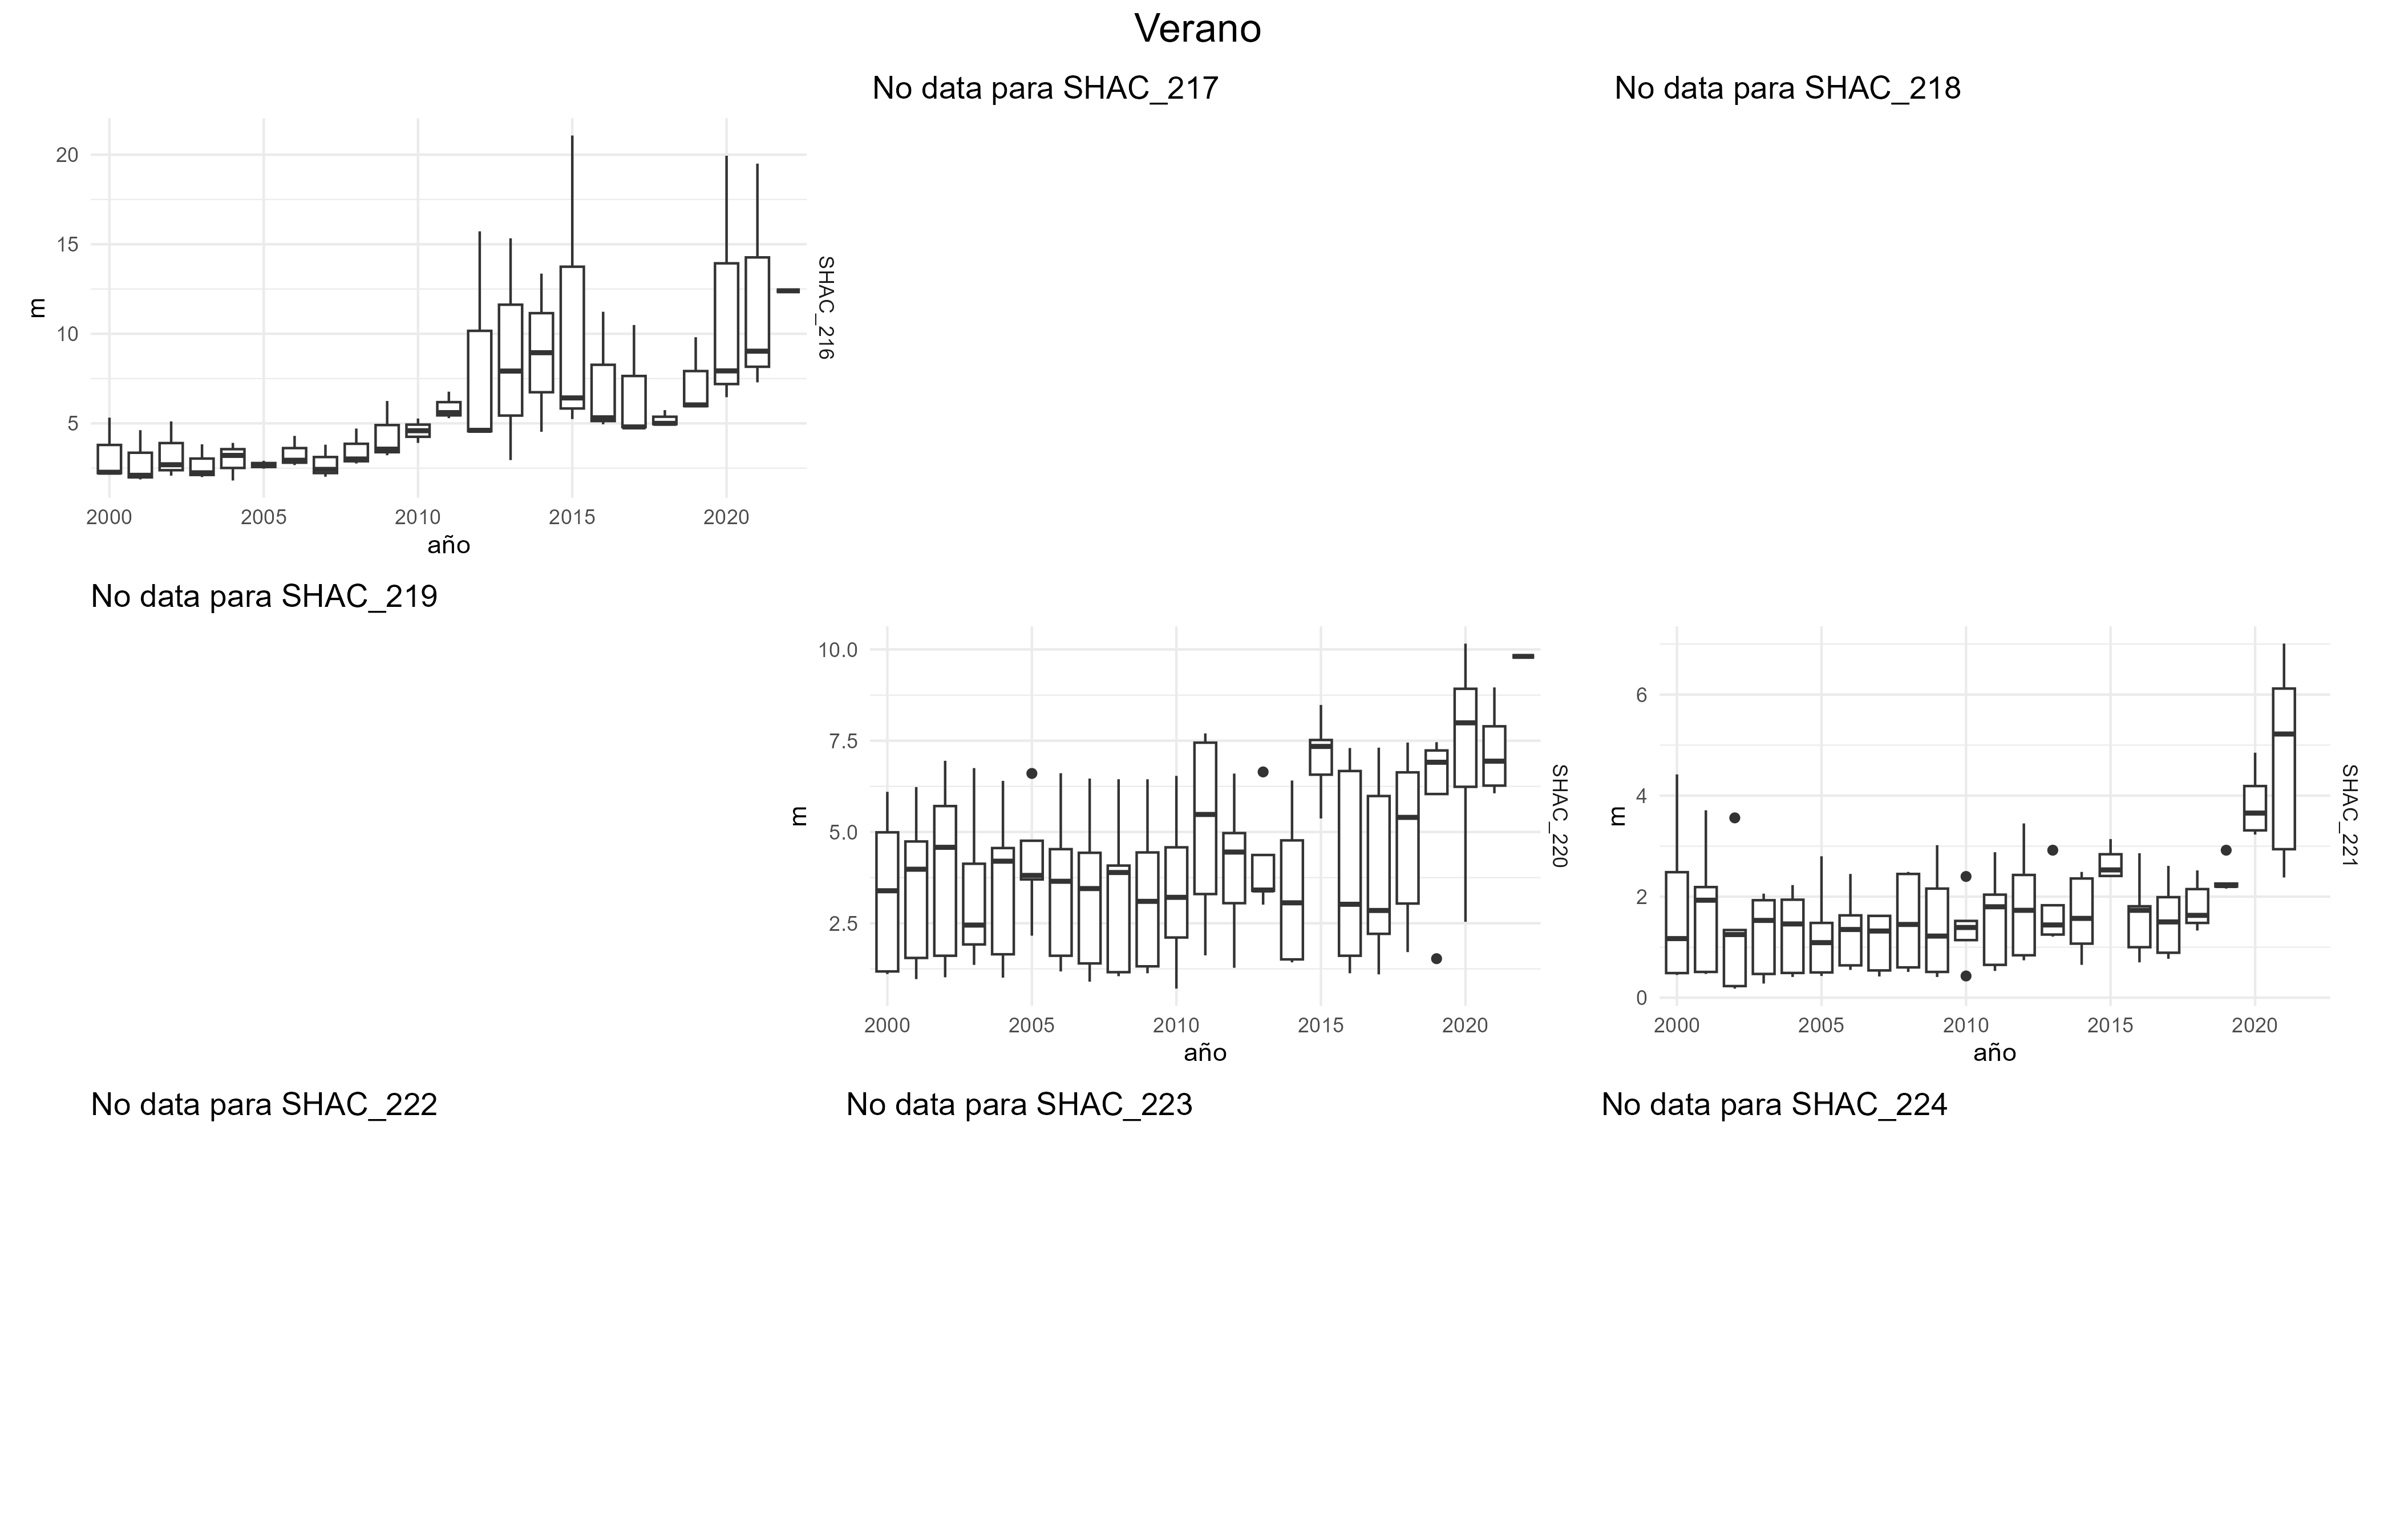 Verano
No data para SHAC_217
No data para SHAC_218
20
15
10
5
m
SHAC_216
2000
2005
2010
2015
2020
año
No data para SHAC_219
10.0
7.5
5.0
2.5
m
SHAC_220
2000
2005
2010
2015
2020
año
6
4
2
0
m
SHAC_221
2000
2005
2010
2015
2020
año
No data para SHAC_222
No data para SHAC_223
No data para SHAC_224